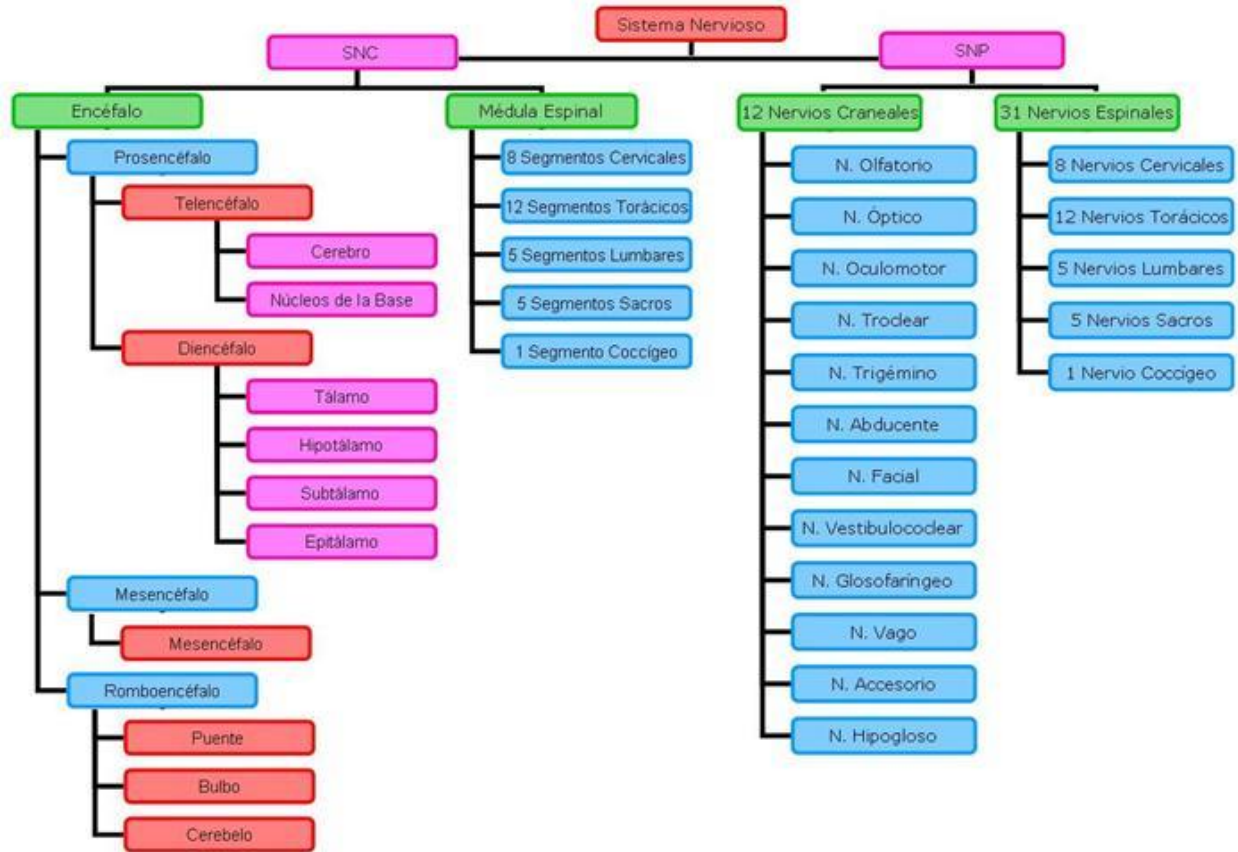 Sistema Nervioso
SNC
SNP
Encéfalo
Médula Espinal
12 Nervios Craneales
31 Nervios Espinales
Prosencéfalo
Telencéfalo
Cerebro
Núcleos de la Base
Diencéfalo
Tálamo
Hipotálamo
Subtálamo
Epitálamo
Mesencéfalo
Mesencéfalo
Romboencéfalo
Puente
Bulbo
Cerebelo
8 Segmentos Cervicales
12 Segmentos Torácicos
5 Segmentos Lumbares
5 Segmentos Sacros
1 Segmento Coccígeo
N. Olfatorio
N. Óptico
N. Oculomotor
N. Troclear
N. Trigémino
N. Abducente
N. Facial
N. Vestibulococlear
N. Glosofaríngeo
N. Vago
N. Accesorio
N. Hipogloso
8 Nervios Cervicales
12 Nervios Torácicos
5 Nervios Lumbares
5 Nervios Sacros
1 Nervio Coccígeo